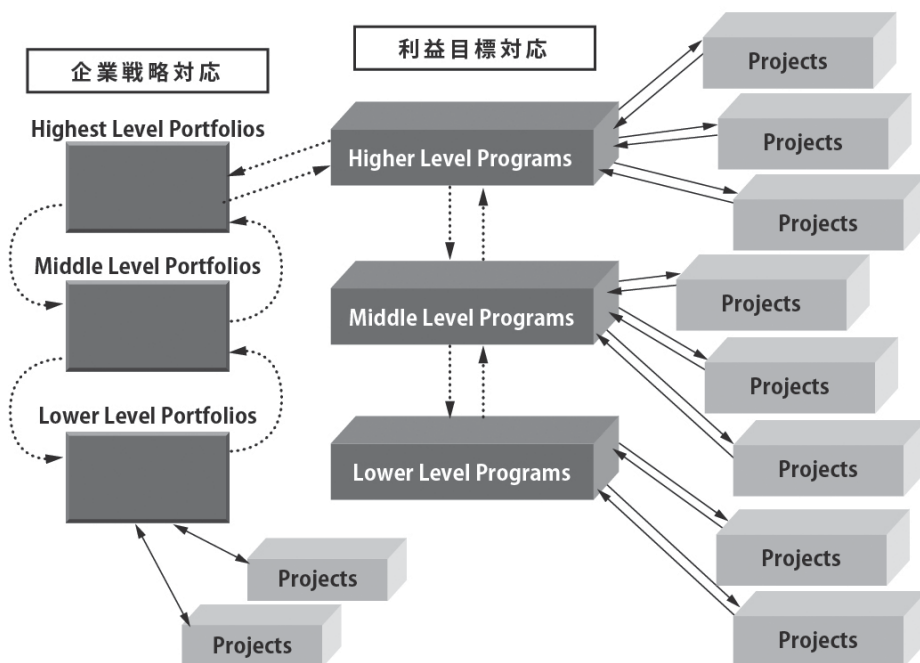 企業戦略対応
利益目標対応
Highest Level Portfolios
Middle Level Portfolios
Lower Level Portfolios
Projects
Projects
Higher Level Programs
Middle Level Programs
Lower Level Programs
Projects
Projects
Projects
Projects
Projects
Projects
Projects
Projects